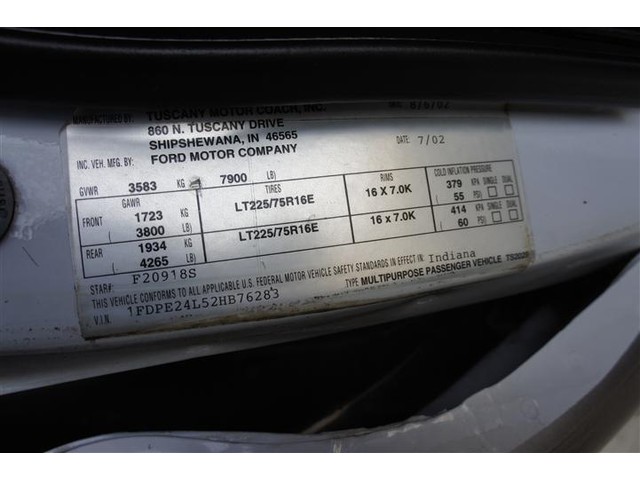 MANUFACTURED BY: TUSCANY MOTOR COACH, INC. DATE: 8/6/02
860 N. TUSCANY DRIVE
SHIPSHEWANA, IN 46565
INC. VEH. MFG. BY: FORD MOTOR COMPANY DATE: 7/02
GVWR 3583 KG 7900 LB)
GAWR TIRES RIMS COLD INFLATION PRESSURE
FRONT 1723 KG LT225/75R16E 16 X 7.0K 379 KPA SINGLE DUAL
3800 LB) 55 PSI)
REAR 1934 KG LT225/75R16E 16 X 7.0K 414 KPA SINGLE DUAL
4265 LB) 60 PSI)
STAR# F20918S
THIS VEHICLE CONFORMS TO ALL APPLICABLE U.S. FEDERAL MOTOR VEHICLE SAFETY STANDARDS IN EFFECT IN: Indiana
V.I.N. 1FDPE24L52HB76283 TYPE MULTIPURPOSE PASSENGER VEHICLE